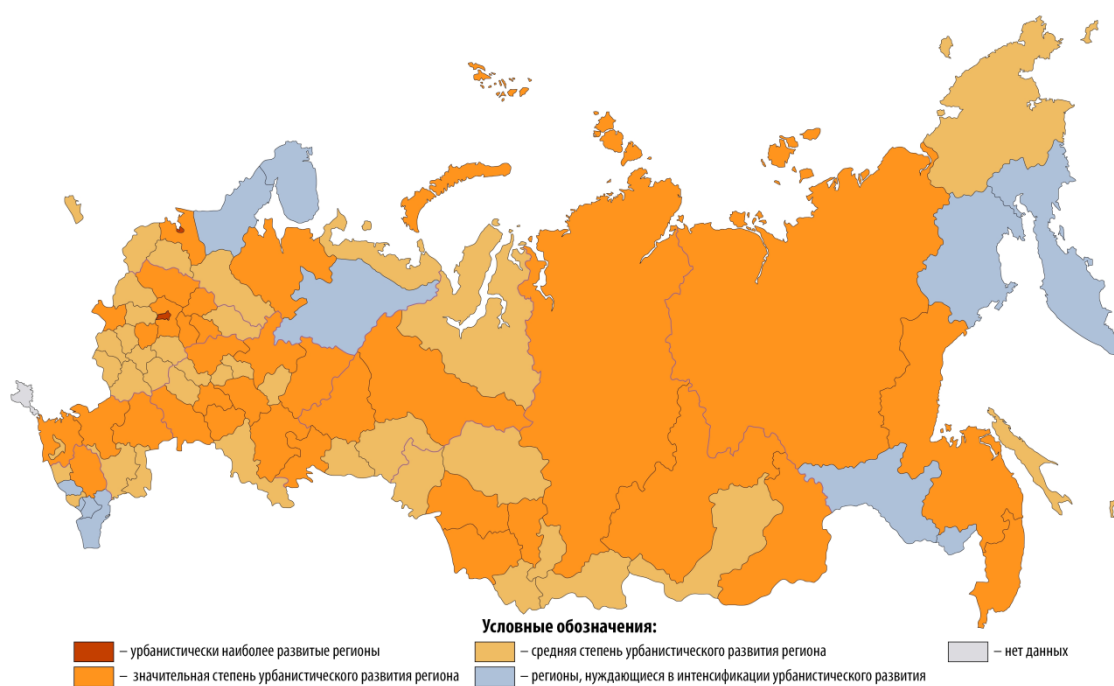 Условные обозначения:
– урбанистически наиболее развитые регионы
– средняя степень урбанистического развития региона
– нет данных
– значительная степень урбанистического развития региона
– регионы, нуждающиеся в интенсификации урбанистического развития